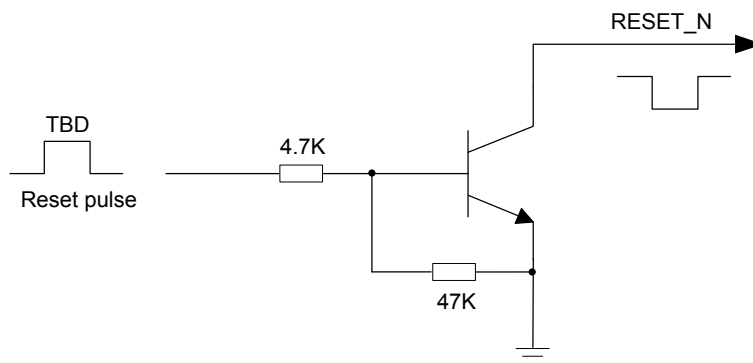 RESET_N
TBD
4.7K
Reset pulse
47K